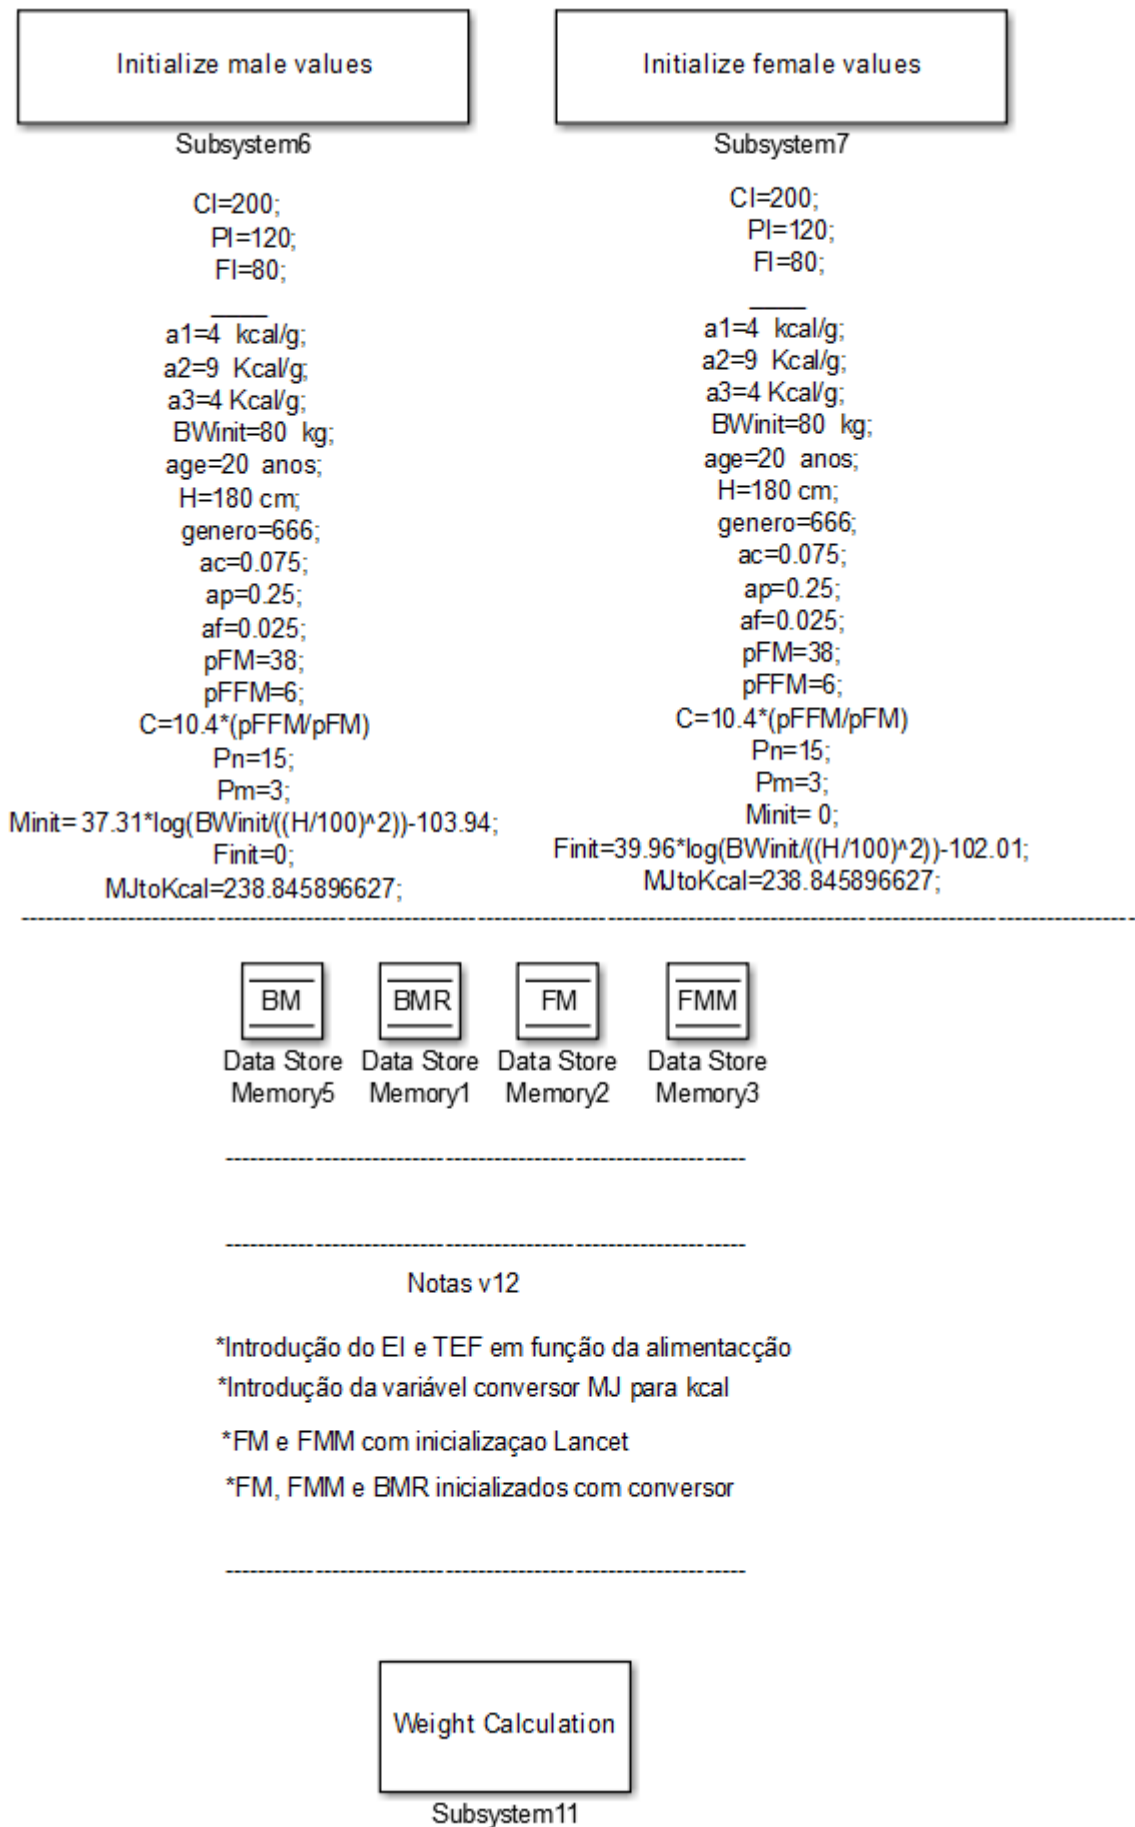 Initialize male values
Subsystem6
CI=200;
PI=120;
FI=80;
____
a1=4 kcal/g;
a2=9 Kcal/g;
a3=4 Kcal/g;
BWinit=80 kg;
age=20 anos;
H=180 cm;
genero=666;
ac=0.075;
ap=0.25;
af=0.025;
pFM=38;
pFFM=6;
C=10.4*(pFFM/pFM)
Pn=15;
Pm=3;
Minit= 37.31*log(BWinit/((H/100)^2))-103.94;
Finit=0;
MJtoKcal=238.845896627;
Initialize female values
Subsystem7
CI=200;
PI=120;
FI=80;
____
a1=4 kcal/g;
a2=9 Kcal/g;
a3=4 Kcal/g;
BWinit=80 kg;
age=20 anos;
H=180 cm;
genero=666;
ac=0.075;
ap=0.25;
af=0.025;
pFM=38;
pFFM=6;
C=10.4*(pFFM/pFM)
Pn=15;
Pm=3;
Minit= 0;
Finit=39.96*log(BWinit/((H/100)^2))-102.01;
MJtoKcal=238.845896627;
BM
Data Store
Memory5
BMR
Data Store
Memory1
FM
Data Store
Memory2
FMM
Data Store
Memory3
Notas v12
*Introdução do EI e TEF em função da alimentacção
*Introdução da variável conversor MJ para kcal
*FM e FMM com inicializaçao Lancet
*FM, FMM e BMR inicializados com conversor
Weight Calculation
Subsystem11